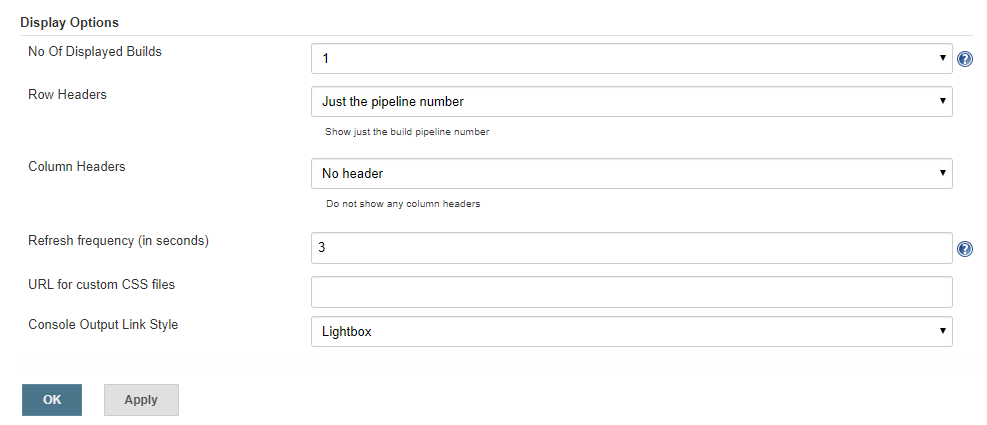 Display Options
No Of Displayed Builds
1
Row Headers
Just the pipeline number
Show just the build pipeline number
Column Headers
No header
Do not show any column headers
Refresh frequency (in seconds)
3
URL for custom CSS files
Console Output Link Style
Lightbox
OK
Apply